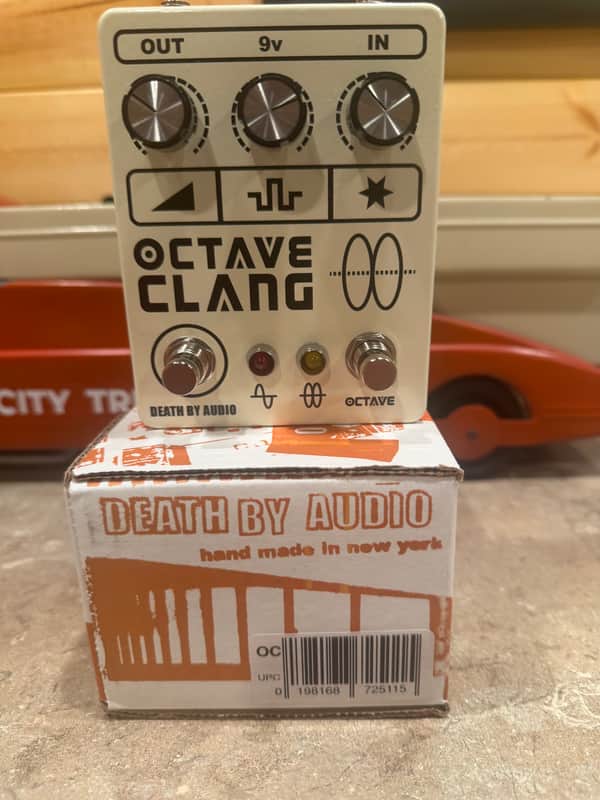 OUT 9v IN
OCTAVE
CLANG
DEATH BY AUDIO OCTAVE
CITY TR
DEATH BY AUDIO
hand made in new york
OC
UPC
0 198168 725115